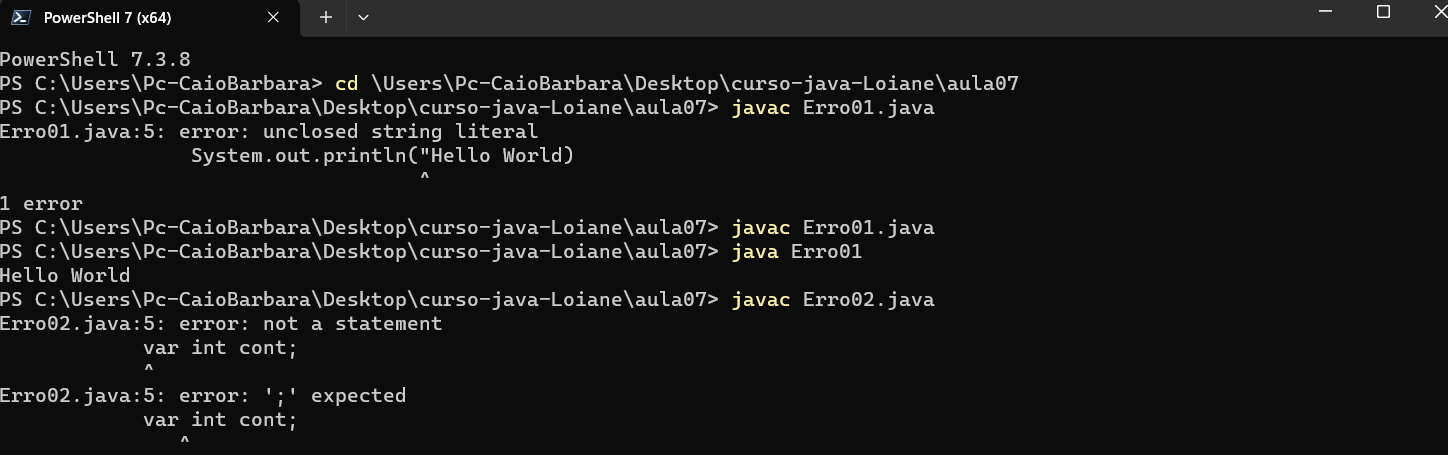 PowerShell 7 (x64)
PowerShell 7.3.8
PS C:\Users\Pc-CaioBarbara> cd \Users\Pc-CaioBarbara\Desktop\curso-java-Loiane\aula07
PS C:\Users\Pc-CaioBarbara\Desktop\curso-java-Loiane\aula07> javac Erro01.java
Erro01.java:5: error: unclosed string literal
                System.out.println("Hello World)
                                   ^
1 error
PS C:\Users\Pc-CaioBarbara\Desktop\curso-java-Loiane\aula07> javac Erro01.java
PS C:\Users\Pc-CaioBarbara\Desktop\curso-java-Loiane\aula07> java Erro01
Hello World
PS C:\Users\Pc-CaioBarbara\Desktop\curso-java-Loiane\aula07> javac Erro02.java
Erro02.java:5: error: not a statement
            var int cont;
            ^
Erro02.java:5: error: ';' expected
            var int cont;
               ^